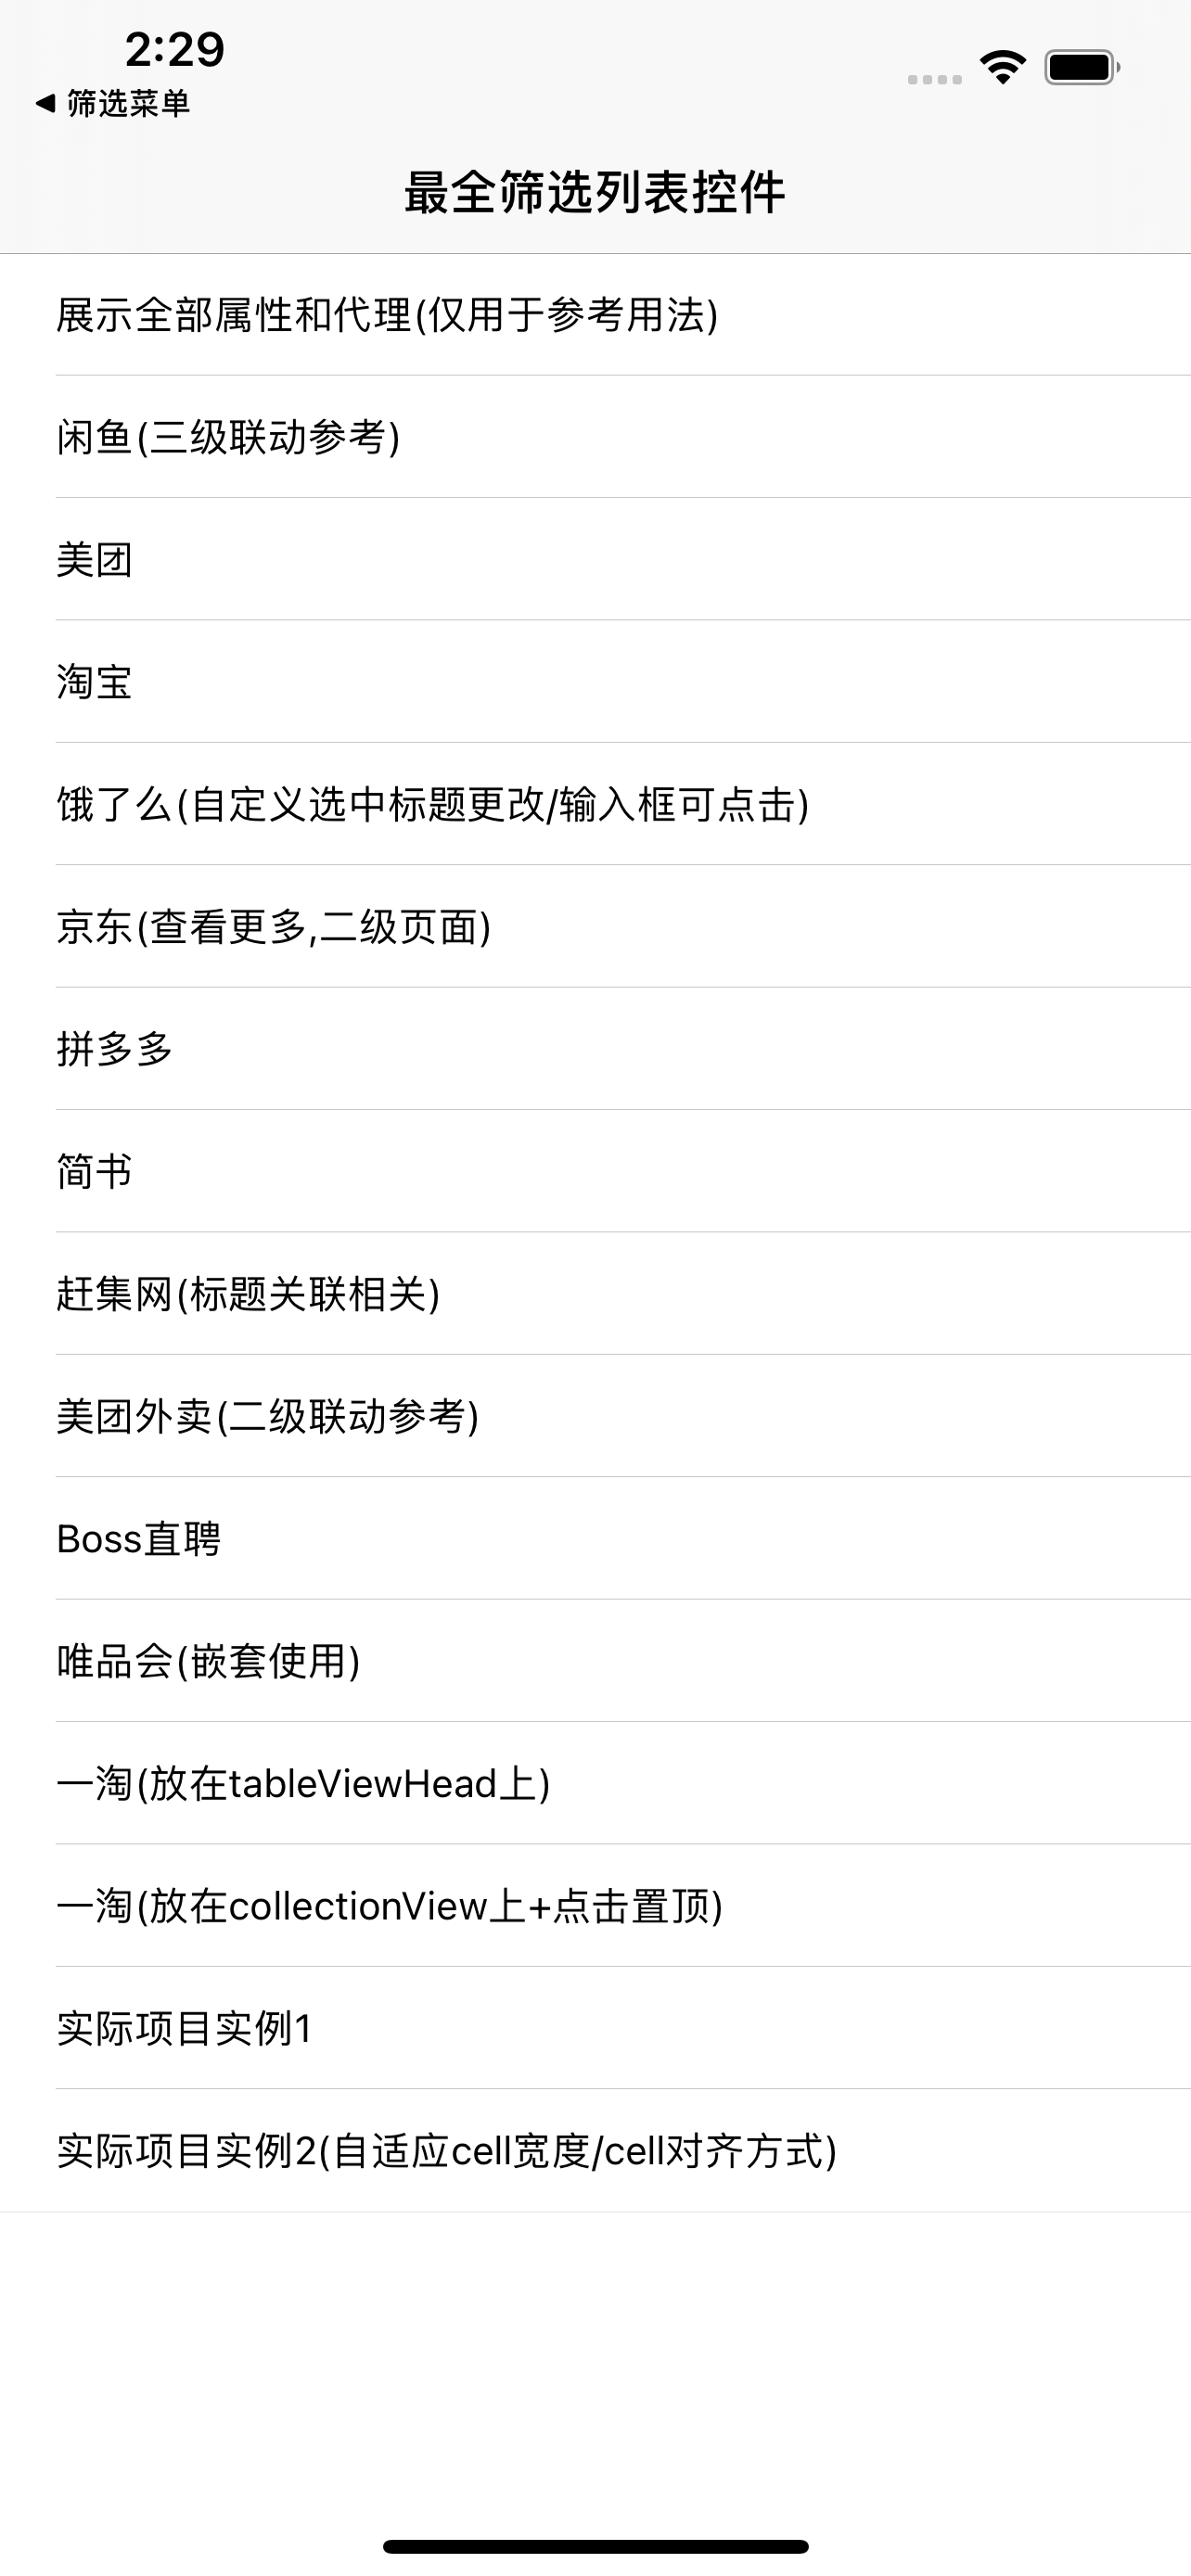 2:29
◀ 筛选菜单
最全筛选列表控件
展示全部属性和代理(仅用于参考用法)
闲鱼(三级联动参考)
美团
淘宝
饿了么(自定义选中标题更改/输入框可点击)
京东(查看更多,二级页面)
拼多多
简书
赶集网(标题关联相关)
美团外卖(二级联动参考)
Boss直聘
唯品会(嵌套使用)
一淘(放在tableViewHead上)
一淘(放在collectionView上+点击置顶)
实际项目实例1
实际项目实例2(自适应cell宽度/cell对齐方式)